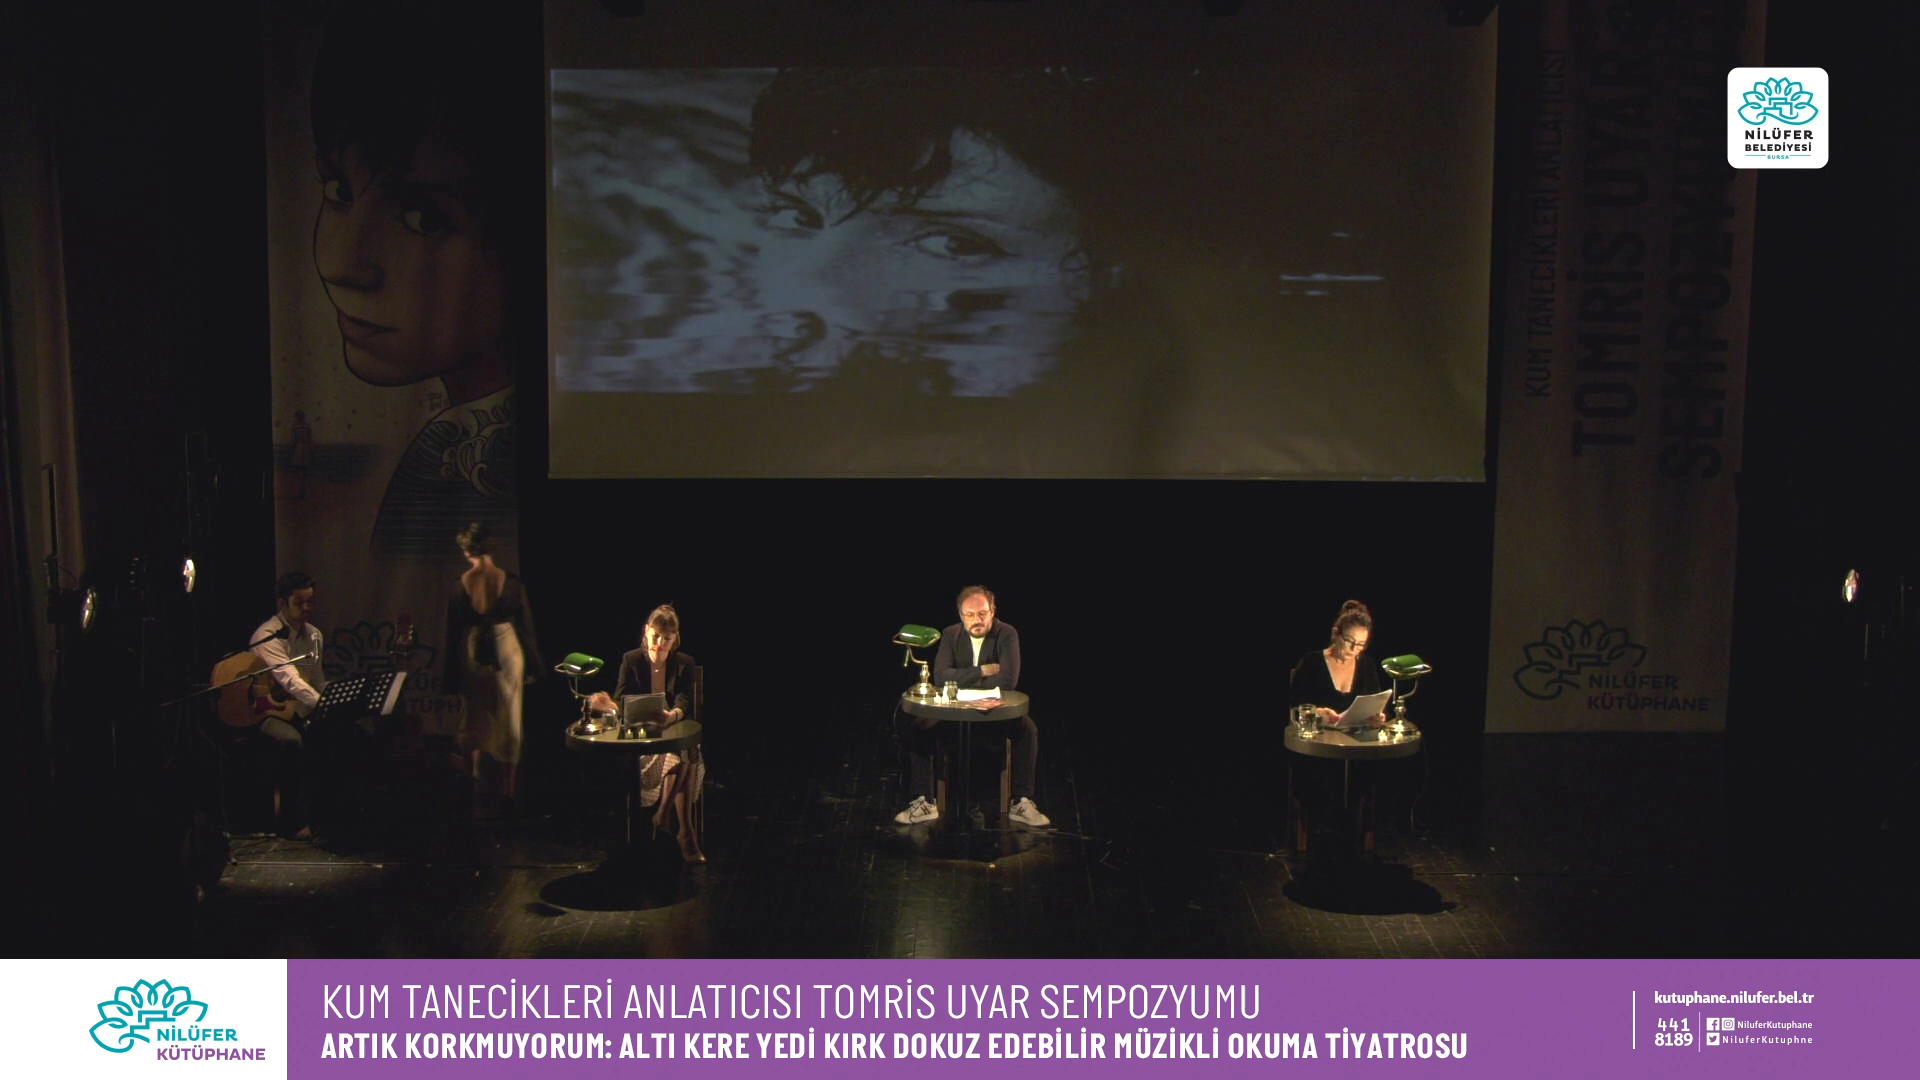 KUM TANECİKLERİ ANLATICISI
TOMRİS UYAR
SEMPOZYUMU
NİLÜFER
BELEDİYESİ
BURSA
NİLÜFER
KÜTÜPHANE
NİLÜFER
KÜTÜPHANE
KUM TANECİKLERİ ANLATICISI TOMRİS UYAR SEMPOZYUMU
ARTIK KORKMUYORUM: ALTI KERE YEDİ KIRK DOKUZ EDEBİLİR MÜZİKLİ OKUMA TİYATROSU
kutuphane.nilufer.bel.tr
441
8189
NiluferKutuphane
NiluferKutuphne